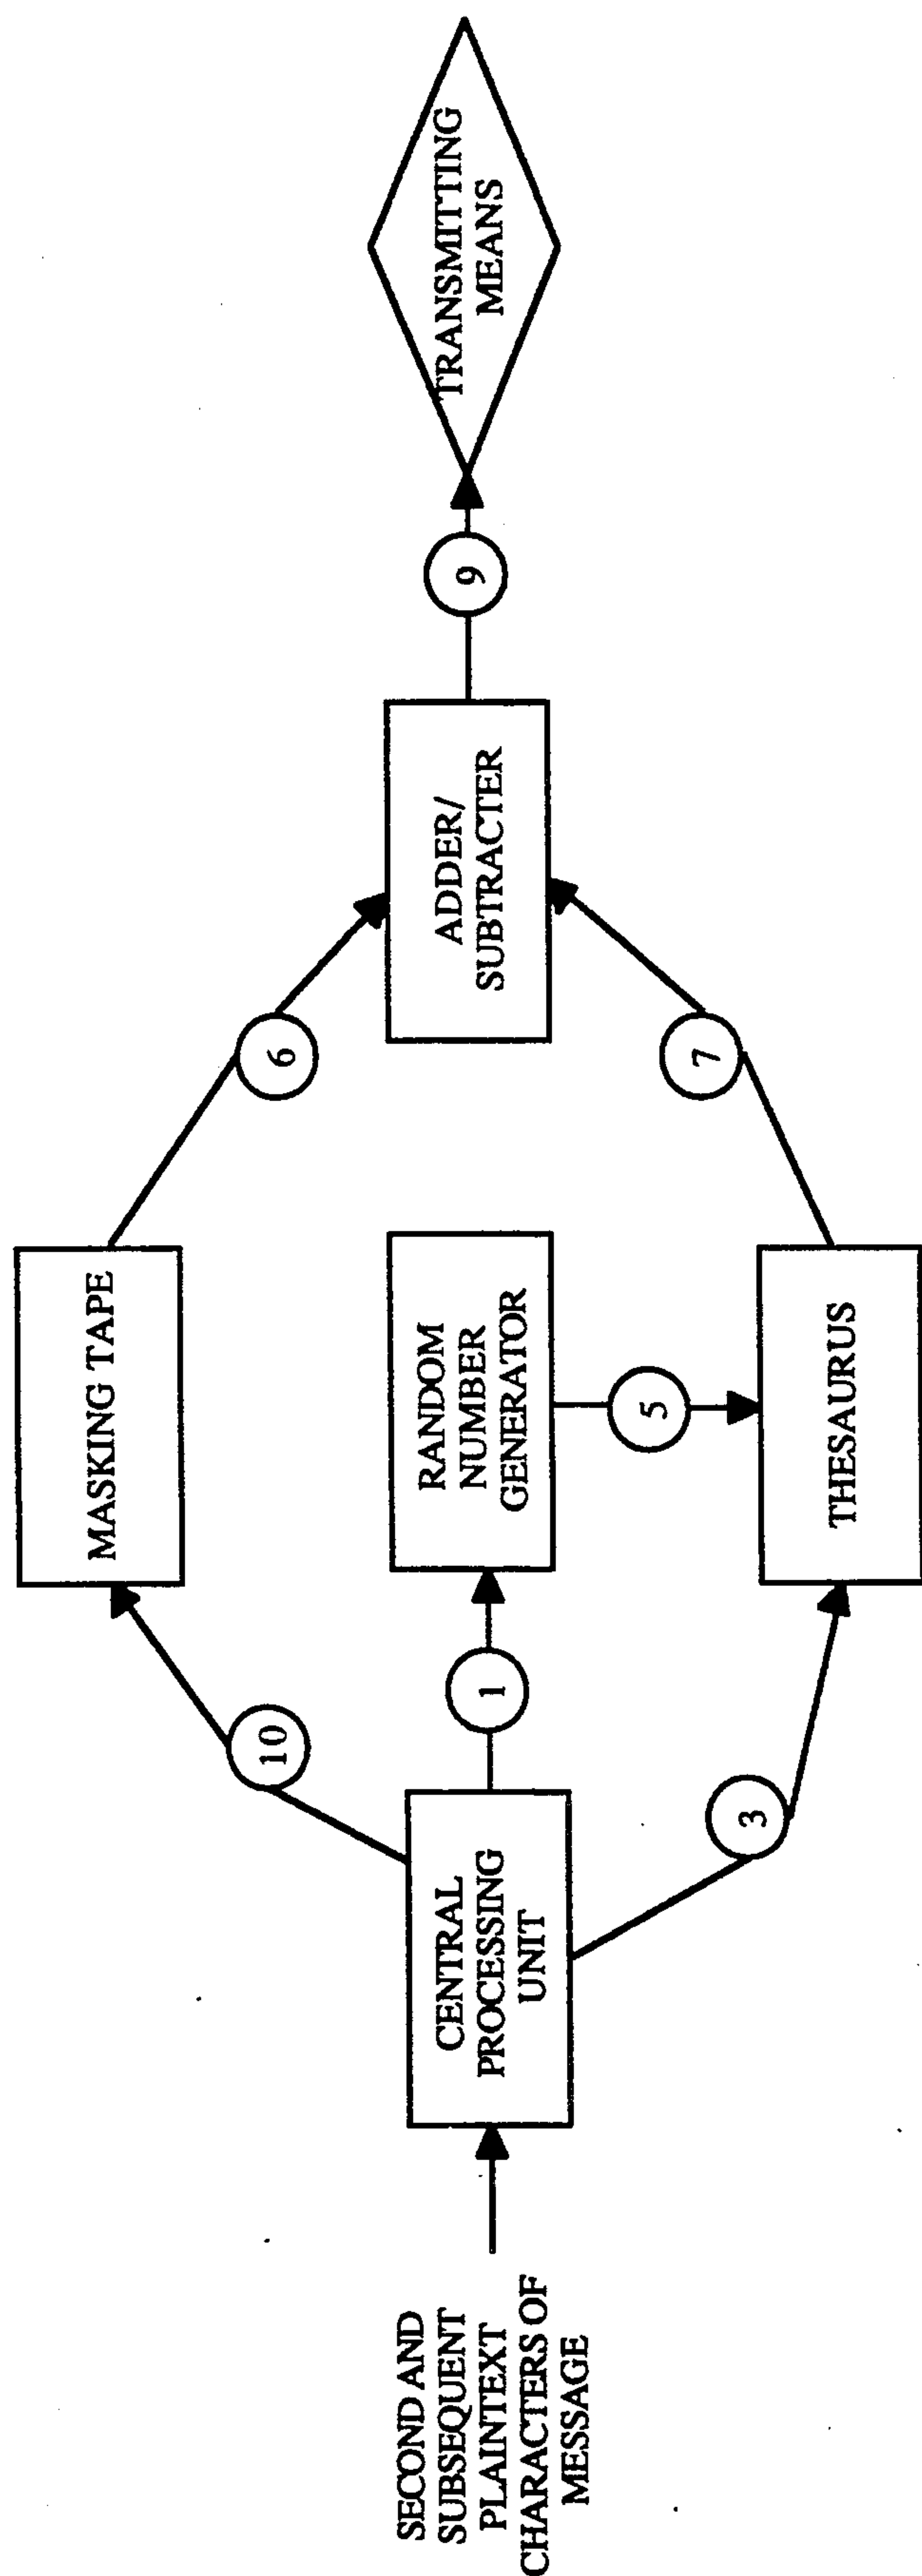 SECOND AND
SUBSEQUENT
PLAINTEXT
CHARACTERS OF
MESSAGE
CENTRAL
PROCESSING
UNIT
10
1
3
MASKING TAPE
RANDOM
NUMBER
GENERATOR
5
THESAURUS
6
7
ADDER/
SUBTRACTER
9
TRANSMITTING
MEANS